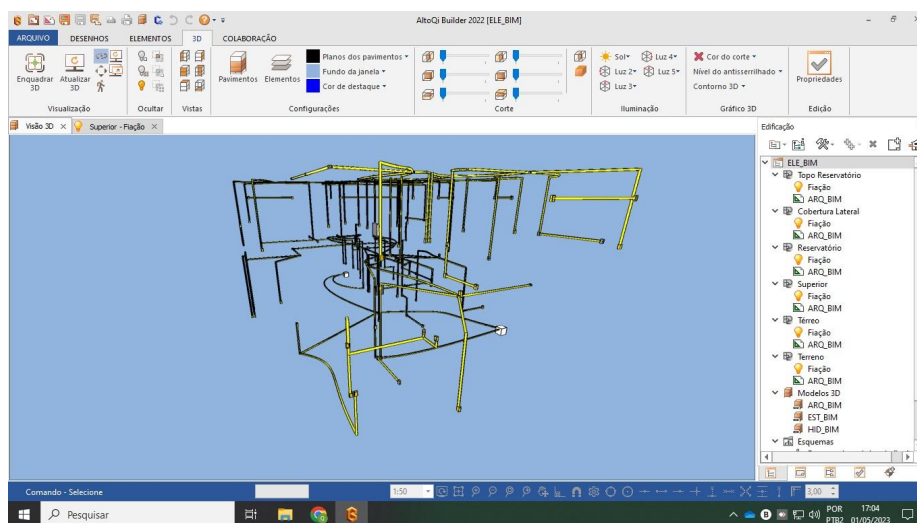 AltoQi Builder 2022 [ELE_BIM]
ARQUIVO DESENHOS ELEMENTOS 3D COLABORAÇÃO
Enquadrar 3D
Atualizar 3D
Visualização
Ocultar
Vistas
Pavimentos Elementos
Planos dos pavimentos
Fundo da janela
Cor de destaque
Configurações
Corte
Sol Luz 4
Luz 2 Luz 5
Luz 3
Iluminação
Cor do corte
Nível do antisserrilhado
Contorno 3D
Gráfico 3D
Propriedades
Edição
Visão 3D × Superior - Fiação ×
Edificação
ELE_BIM
Topo Reservatório
Fiação
ARQ_BIM
Cobertura Lateral
Fiação
ARQ_BIM
Reservatório
Fiação
ARQ_BIM
Superior
Fiação
ARQ_BIM
Térreo
Fiação
ARQ_BIM
Terreno
Fiação
ARQ_BIM
Modelos 3D
ARQ_BIM
EST_BIM
HID_BIM
Esquemas
Comando - Selecione 1:50 3,00
Pesquisar
POR 17:04
PTB2 01/05/2023